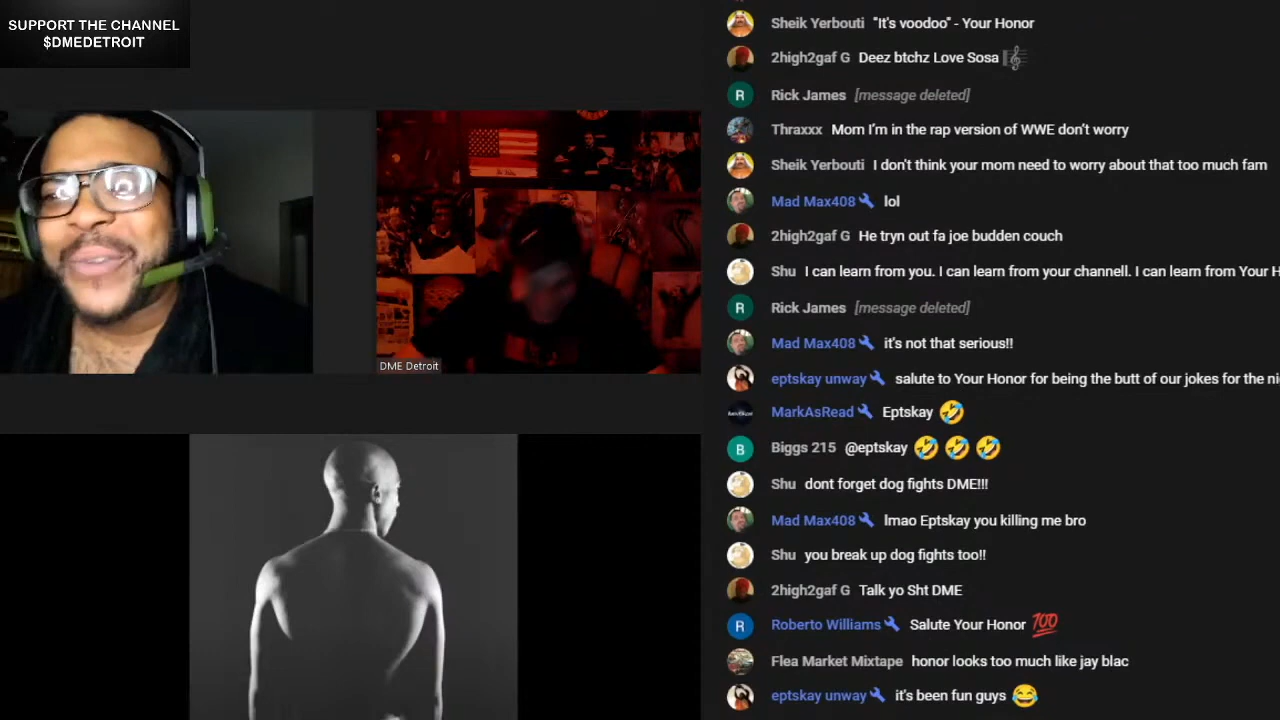 SUPPORT THE CHANNEL
$DMEDETROIT
DME Detroit
Sheik Yerbouti "It's voodoo" - Your Honor
2high2gaf G Deez btchz Love Sosa 🎼
Rick James [message deleted]
Thraxxx Mom I'm in the rap version of WWE don't worry
Sheik Yerbouti I don't think your mom need to worry about that too much fam
Mad Max408 lol
2high2gaf G He tryn out fa joe budden couch
Shu I can learn from you. I can learn from your channell. I can learn from Your H
Rick James [message deleted]
Mad Max408 it's not that serious!!
eptskay unway salute to Your Honor for being the butt of our jokes for the ni
MarkAsRead Eptskay 🤣
Biggs 215 @eptskay 🤣 🤣 🤣
Shu dont forget dog fights DME!!!
Mad Max408 lmao Eptskay you killing me bro
Shu you break up dog fights too!!
2high2gaf G Talk yo Sht DME
Roberto Williams Salute Your Honor 💯
Flea Market Mixtape honor looks too much like jay blac
eptskay unway it's been fun guys 😂